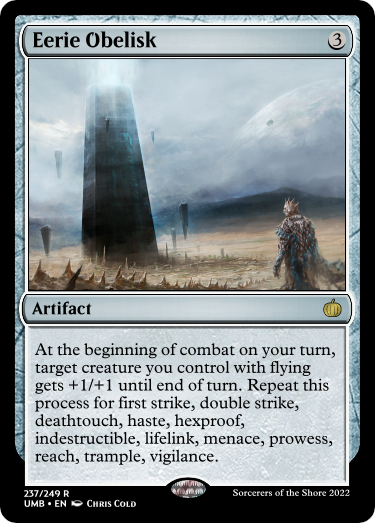 Eerie Obelisk 3
Artifact
At the beginning of combat on your turn,
target creature you control with flying
gets +1/+1 until end of turn. Repeat this
process for first strike, double strike,
deathtouch, haste, hexproof,
indestructible, lifelink, menace, prowess,
reach, trample, vigilance.
237/249 R
UMB • EN Chris Cold
Sorcerers of the Shore 2022